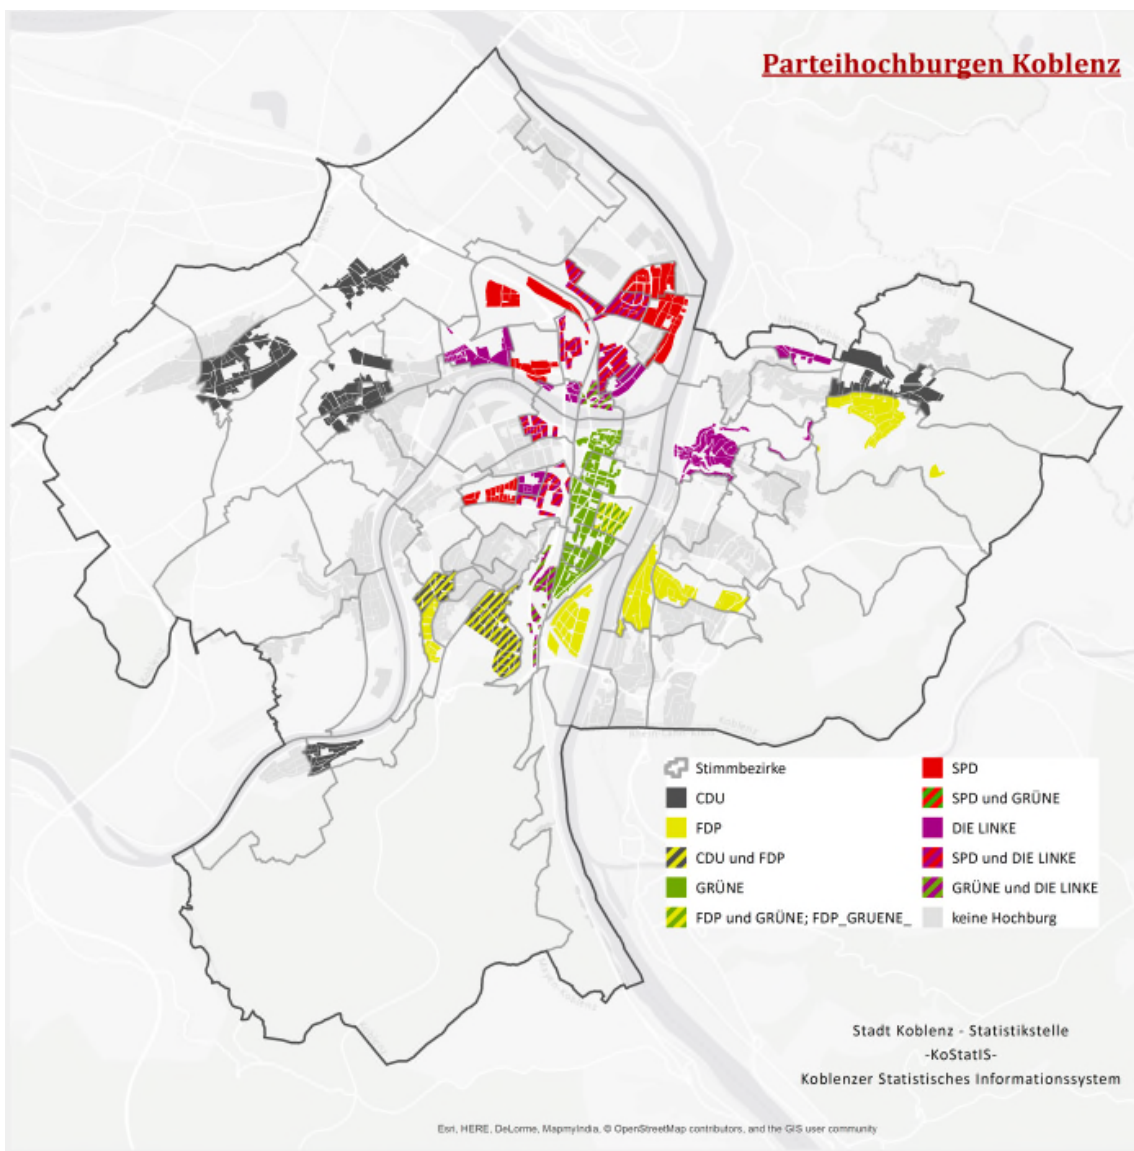 Parteihochburgen Koblenz
Stimmbezirke
CDU
FDP
CDU und FDP
GRÜNE
FDP und GRÜNE; FDP_GRUENE_
SPD
SPD und GRÜNE
DIE LINKE
SPD und DIE LINKE
GRÜNE und DIE LINKE
keine Hochburg
Stadt Koblenz - Statistikstelle
-KoStatIS-
Koblenzer Statistisches Informationssystem
Esri, HERE, DeLorme, MapmyIndia, © OpenStreetMap contributors, and the GIS user community